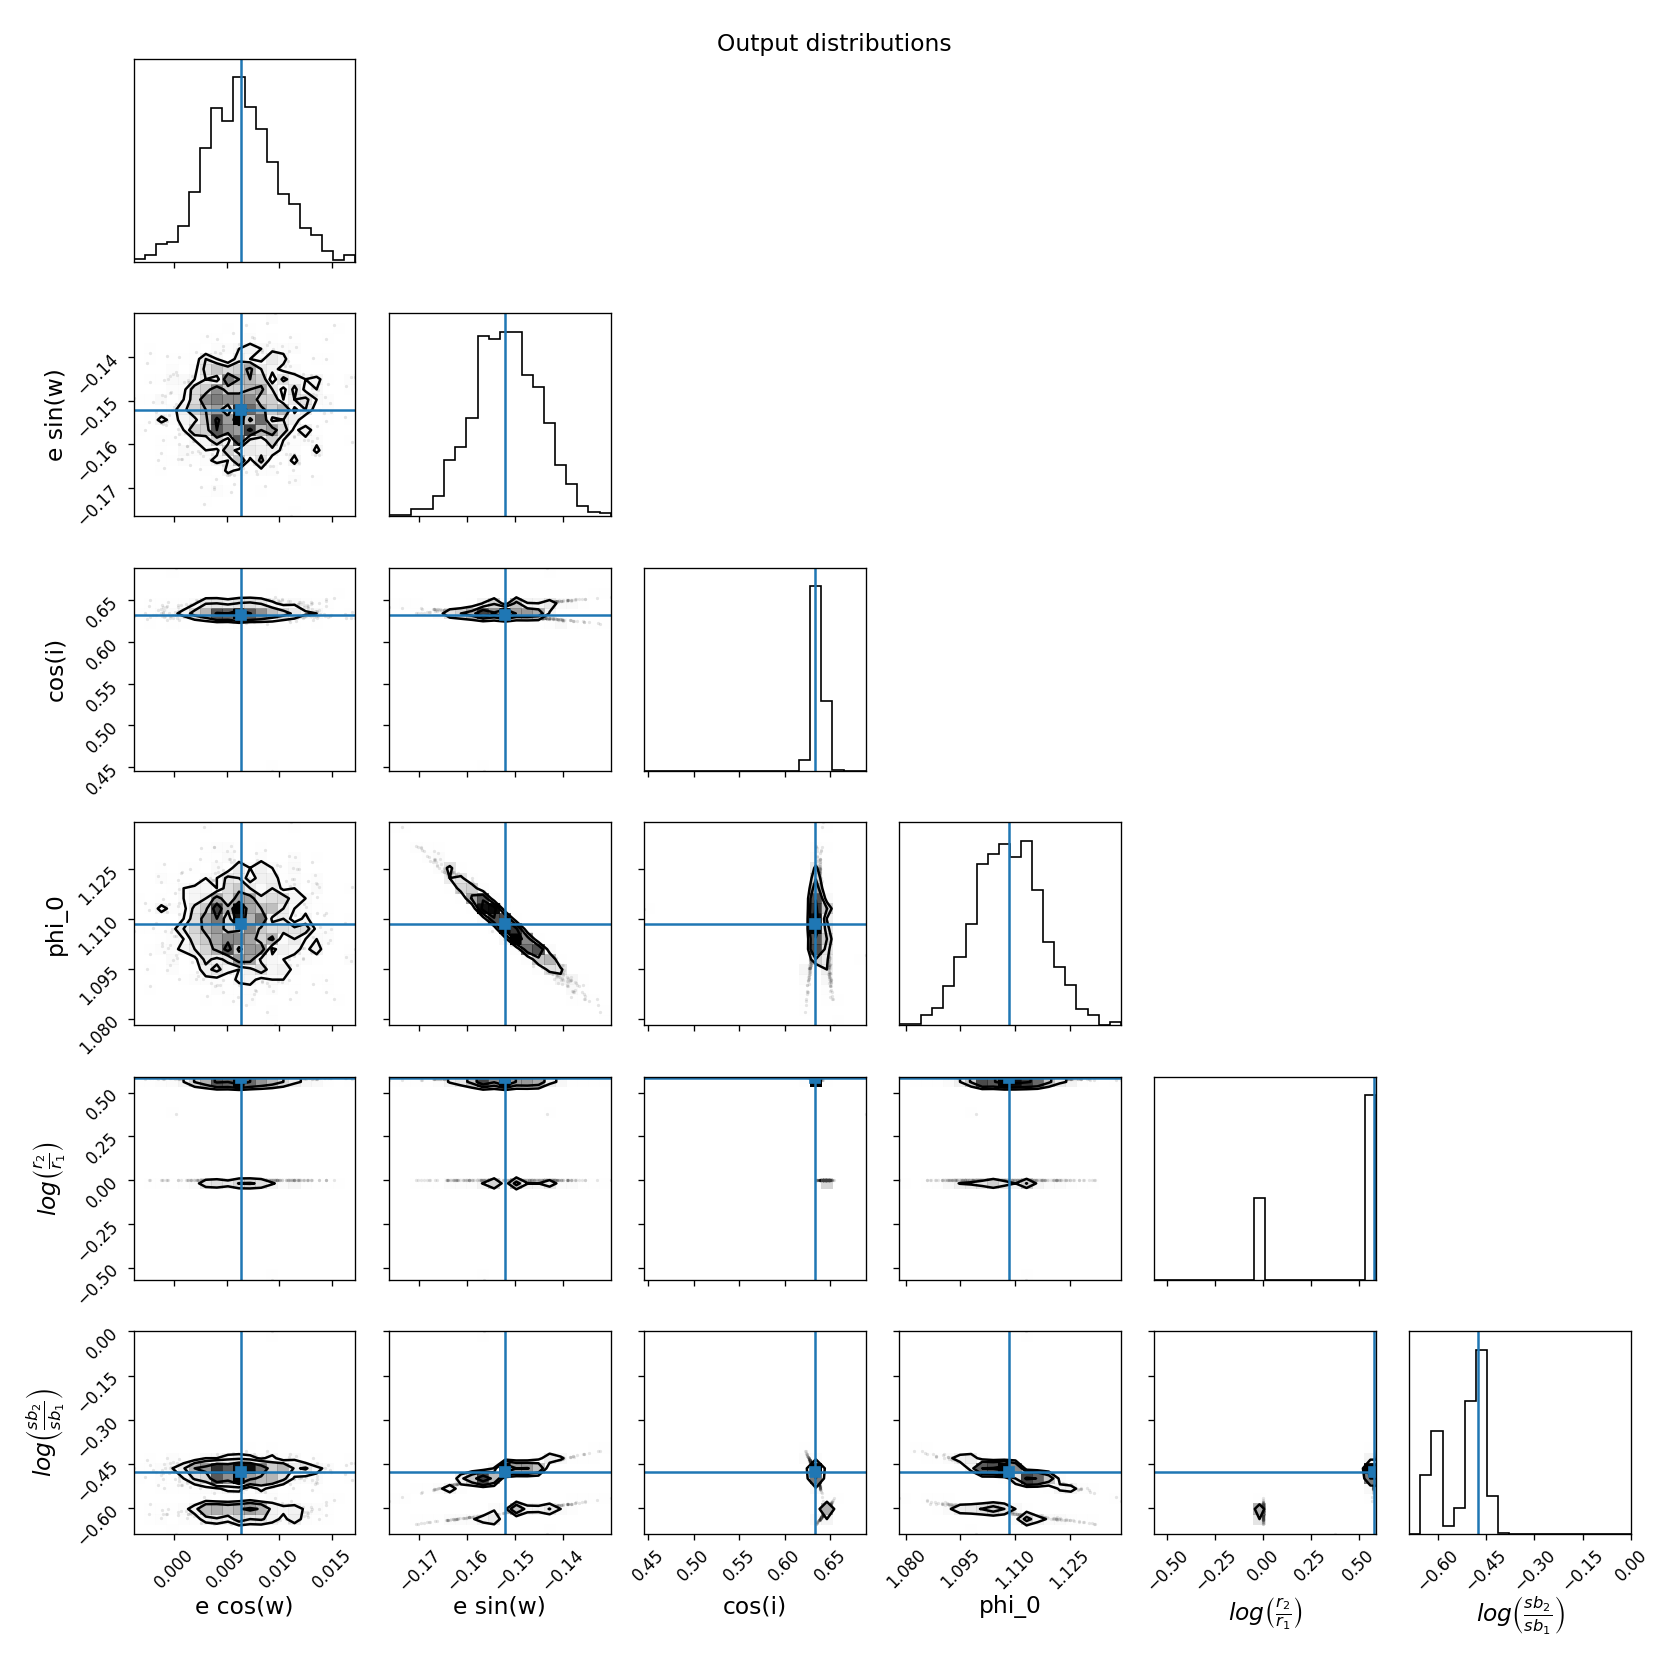 Output distributions
e sin(w)
−0.14
−0.15
−0.16
−0.17
cos(i)
0.65
0.60
0.55
0.50
0.45
phi_0
1.125
1.110
1.095
1.080
log(r₂/r₁)
0.50
0.25
0.00
−0.25
−0.50
log(sb₂/sb₁)
0.00
−0.15
−0.30
−0.45
−0.60
0.000 0.005 0.010 0.015
e cos(w)
−0.17 −0.16 −0.15 −0.14
e sin(w)
0.45 0.50 0.55 0.60 0.65
cos(i)
1.080 1.095 1.110 1.125
phi_0
−0.50 −0.25 0.00 0.25 0.50
log(r₂/r₁)
−0.60 −0.45 −0.30 −0.15 0.00
log(sb₂/sb₁)